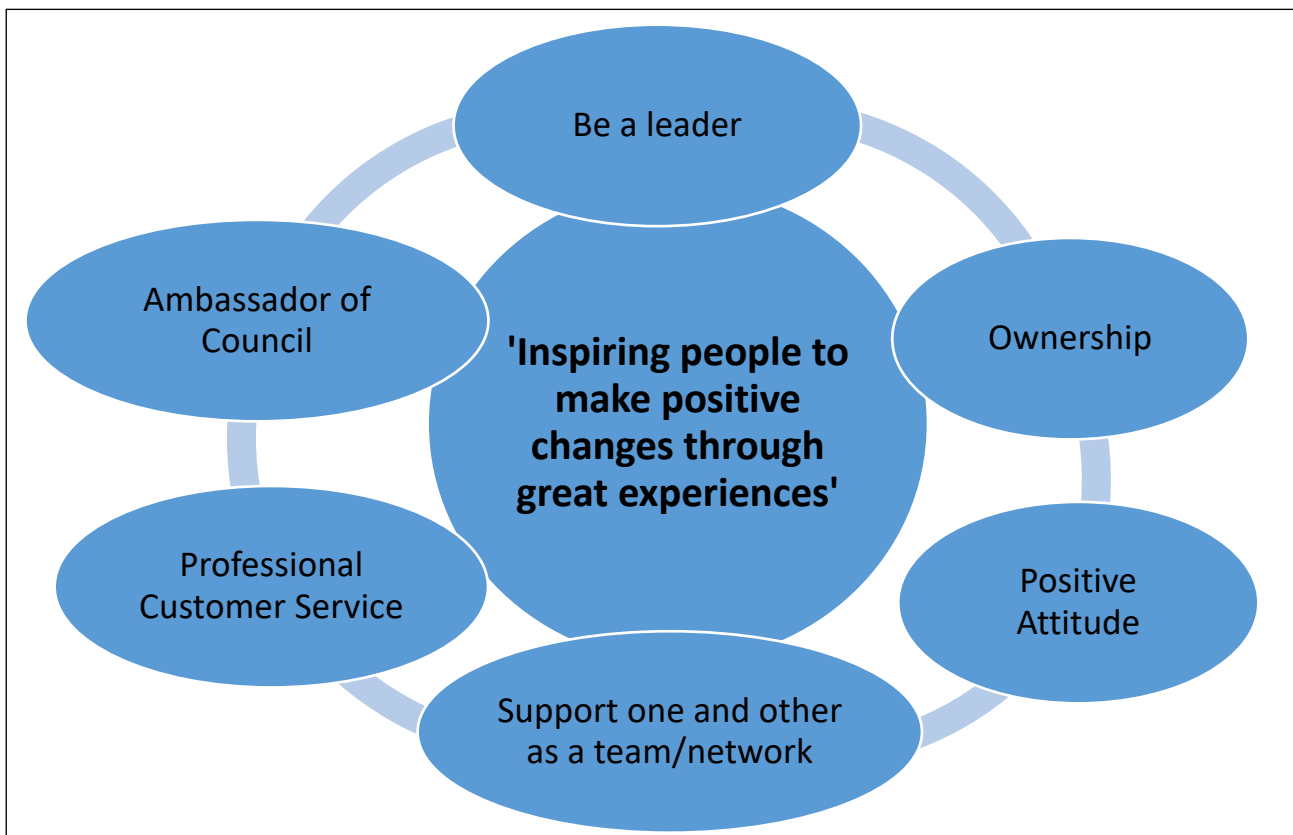 Be a leader
Ambassador of
Council
Ownership
'Inspiring people to
make positive
changes through
great experiences'
Professional
Customer Service
Positive
Attitude
Support one and other
as a team/network